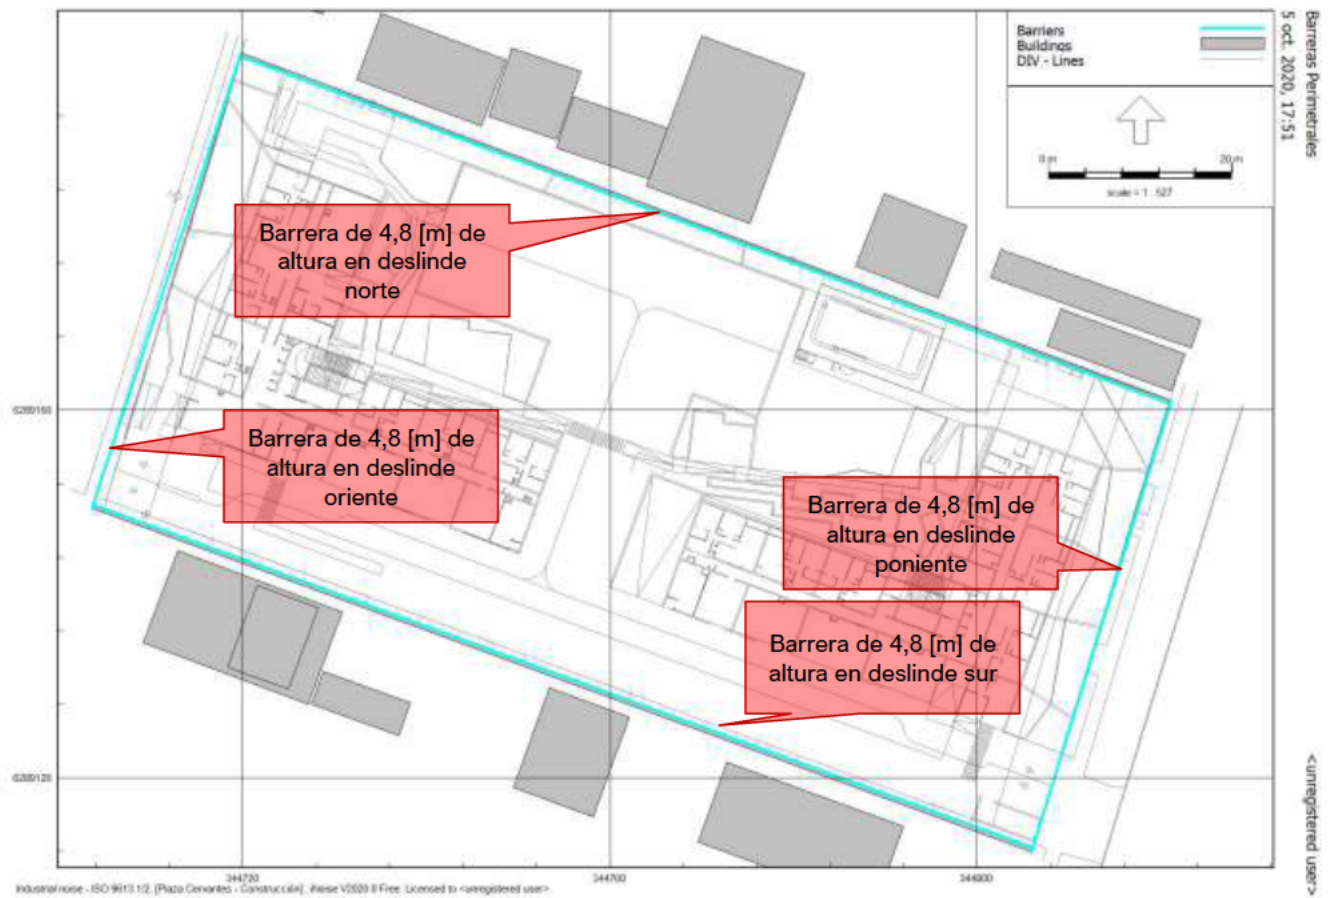 Barreras Perimetrales
5 oct. 2020, 17:51
Barriers
Buildings
DIV - Lines
0 m
20 m
scale = 1 : 527
Barrera de 4,8 [m] de
altura en deslinde
norte
Barrera de 4,8 [m] de
altura en deslinde
oriente
Barrera de 4,8 [m] de
altura en deslinde
poniente
Barrera de 4,8 [m] de
altura en deslinde sur
6289160
6289120
344720
344760
344800
<unregistered user>
Industrial noise - ISO 9613.1/2, [Plaza Cervantes - Construcción], iNoise V2020.0 Free. Licensed to <unregistered user>.